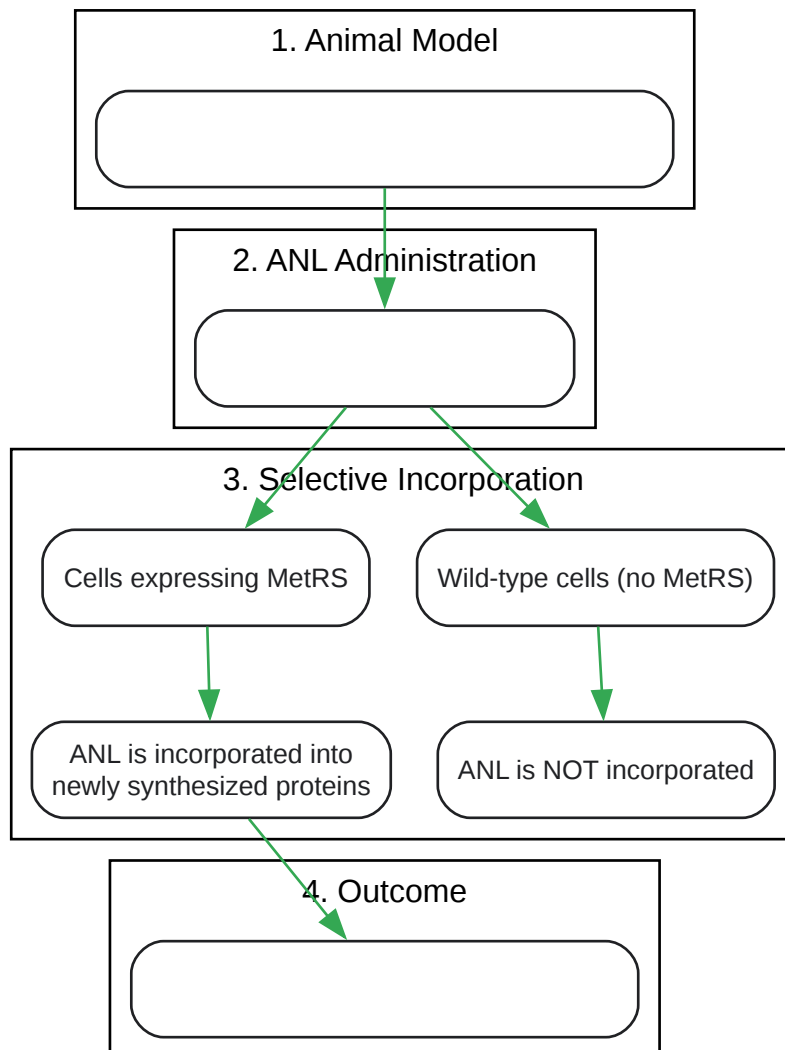 1. Animal Model
2. ANL Administration
3. Selective Incorporation
Cells expressing MetRS
Wild-type cells (no MetRS)
ANL is incorporated into
newly synthesized proteins
ANL is NOT incorporated
4. Outcome